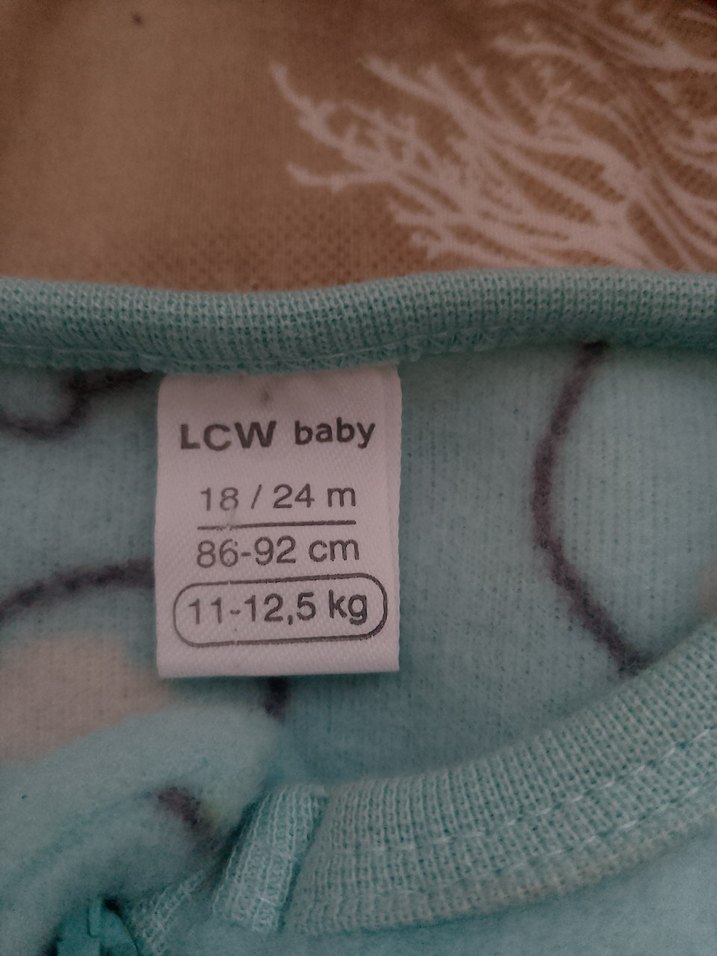 LCW baby
18 / 24 m
86-92 cm
11-12,5 kg